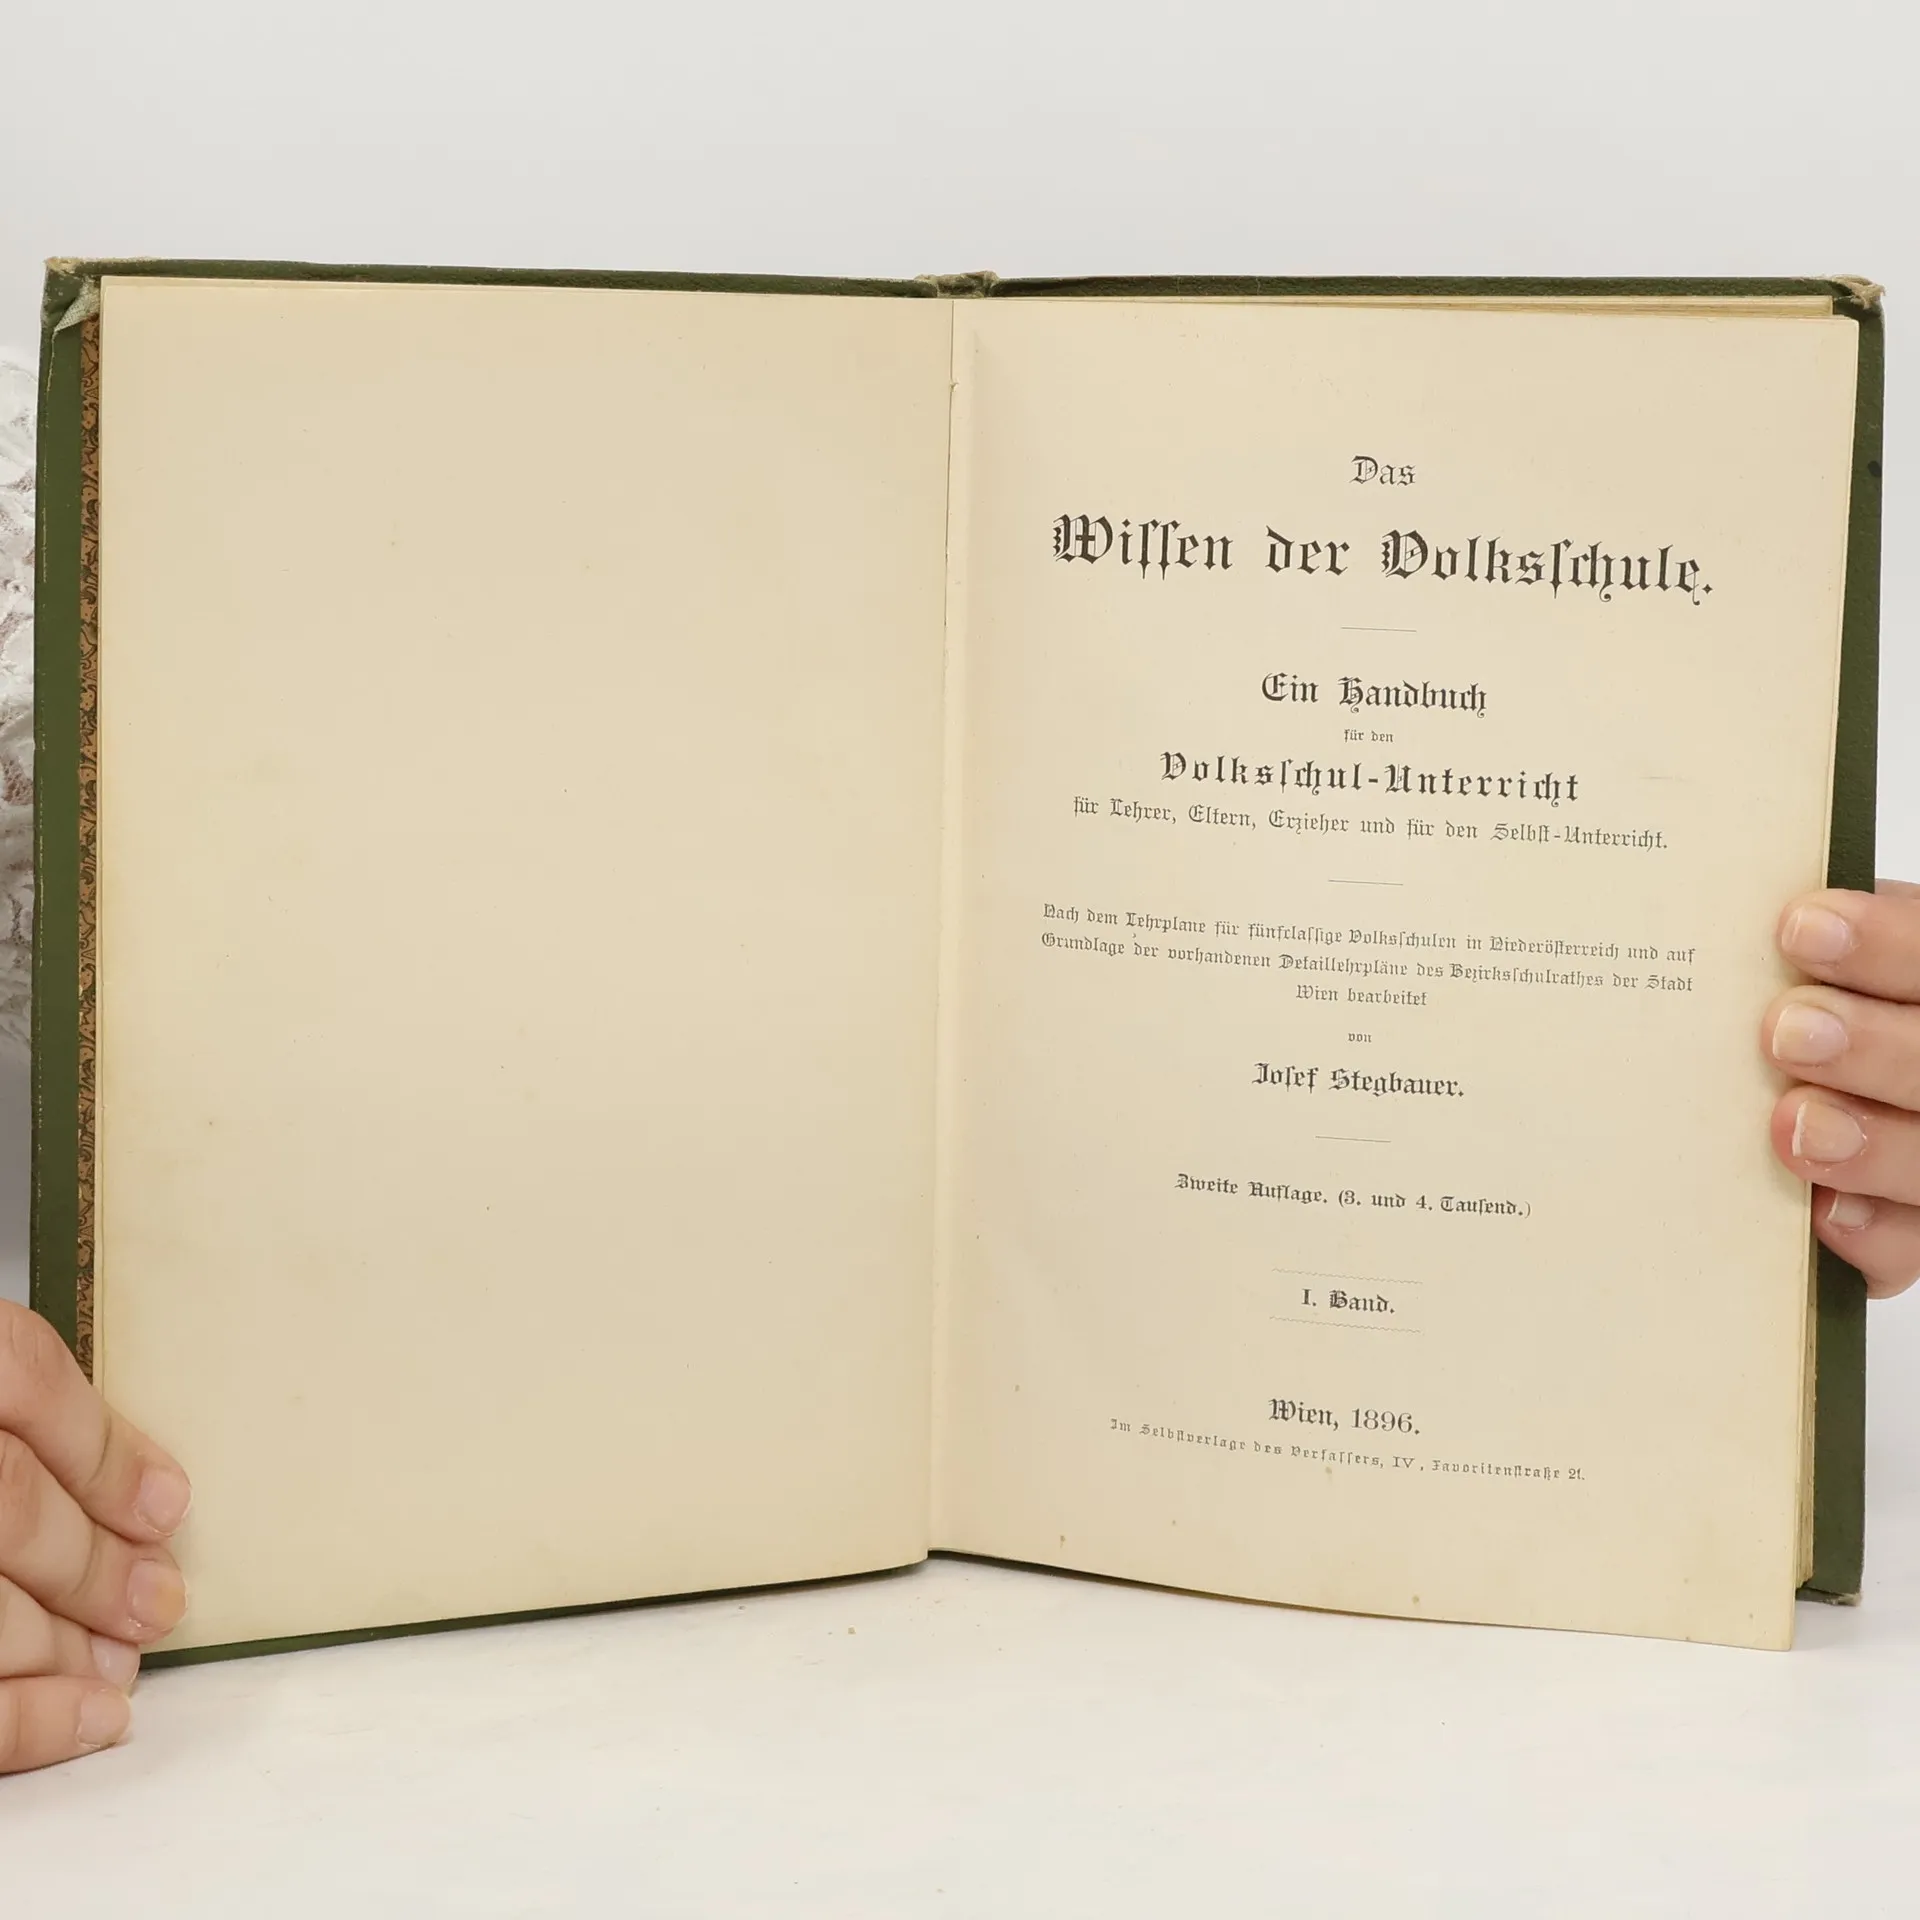 Das
Wissen der Volksschule.
Ein Handbuch
für den
Volksschul-Unterricht
für Lehrer, Eltern, Erzieher und für den Selbst-Unterricht.
Nach dem Lehrplane für fünfclassige Volksschulen in Niederösterreich und auf
Grundlage der vorhandenen Detaillehrpläne des Bezirksschulrathes der Stadt
Wien bearbeitet
von
Josef Stegbauer.
Zweite Auflage. (3. und 4. Tausend.)
I. Band.
Wien, 1896.
Im Selbstverlage des Verfassers, IV, Favoritenstraße 21.